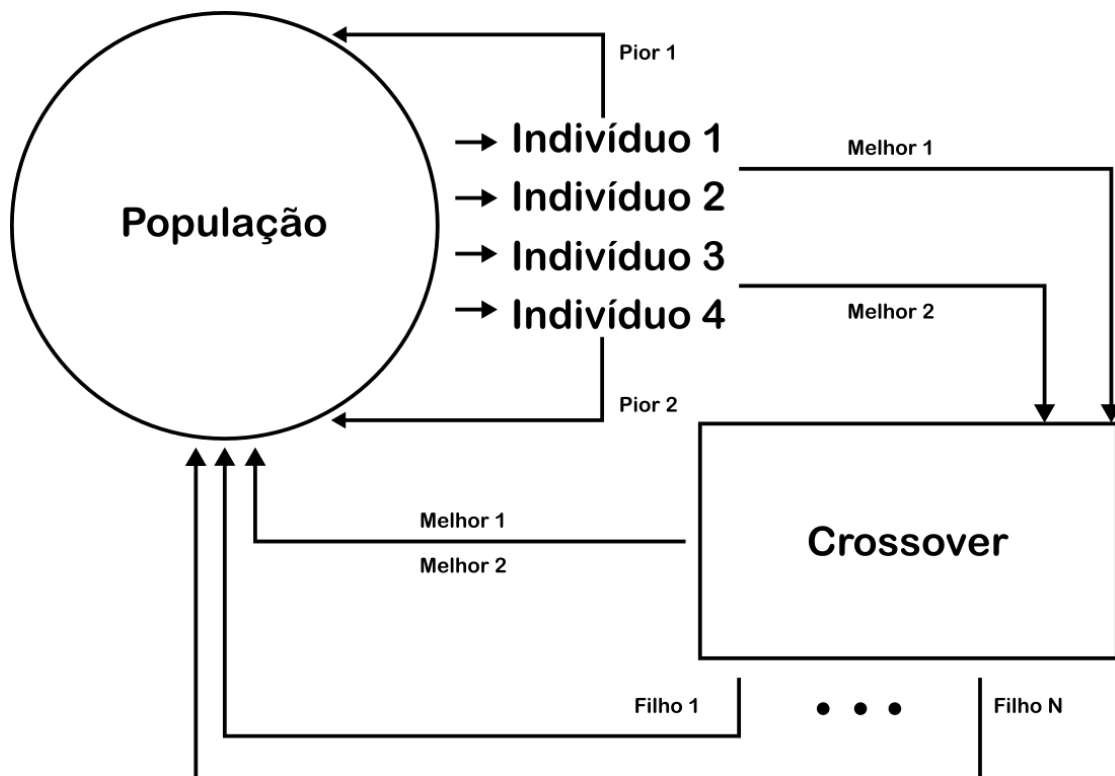 Pior 1
Indivíduo 1
Melhor 1
Indivíduo 2
População
Indivíduo 3
Indivíduo 4
Melhor 2
Pior 2
Melhor 1
Crossover
Melhor 2
Filho 1
Filho N